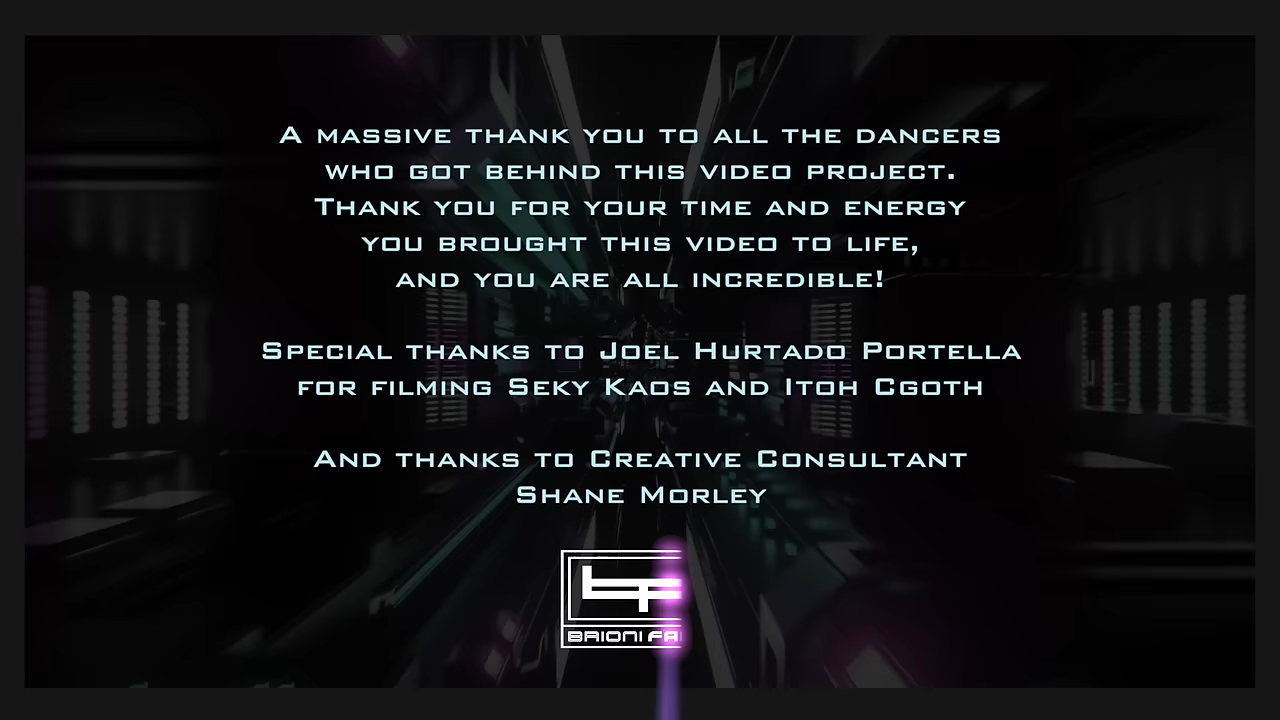 A MASSIVE THANK YOU TO ALL THE DANCERS
WHO GOT BEHIND THIS VIDEO PROJECT.
THANK YOU FOR YOUR TIME AND ENERGY
YOU BROUGHT THIS VIDEO TO LIFE,
AND YOU ARE ALL INCREDIBLE!
SPECIAL THANKS TO JOEL HURTADO PORTELLA
FOR FILMING SEKY KAOS AND ITOH CGOTH
AND THANKS TO CREATIVE CONSULTANT
SHANE MORLEY
BRIONI